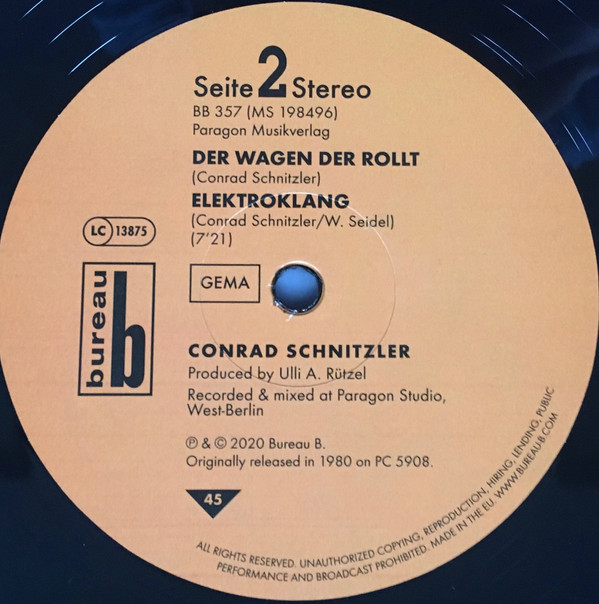 Seite 2 Stereo
BB 357 (MS 198496)
Paragon Musikverlag
DER WAGEN DER ROLLT
(Conrad Schnitzler)
ELEKTROKLANG
(Conrad Schnitzler/W. Seidel)
(7'21)
LC 13875
GEMA
bureau b
CONRAD SCHNITZLER
Produced by Ulli A. Rützel
Recorded & mixed at Paragon Studio,
West-Berlin
℗ & © 2020 Bureau B.
Originally released in 1980 on PC 5908.
45
ALL RIGHTS RESERVED. UNAUTHORIZED COPYING, REPRODUCTION, HIRING, LENDING, PUBLIC
PERFORMANCE AND BROADCAST PROHIBITED. MADE IN THE EU. WWW.BUREAU-B.COM